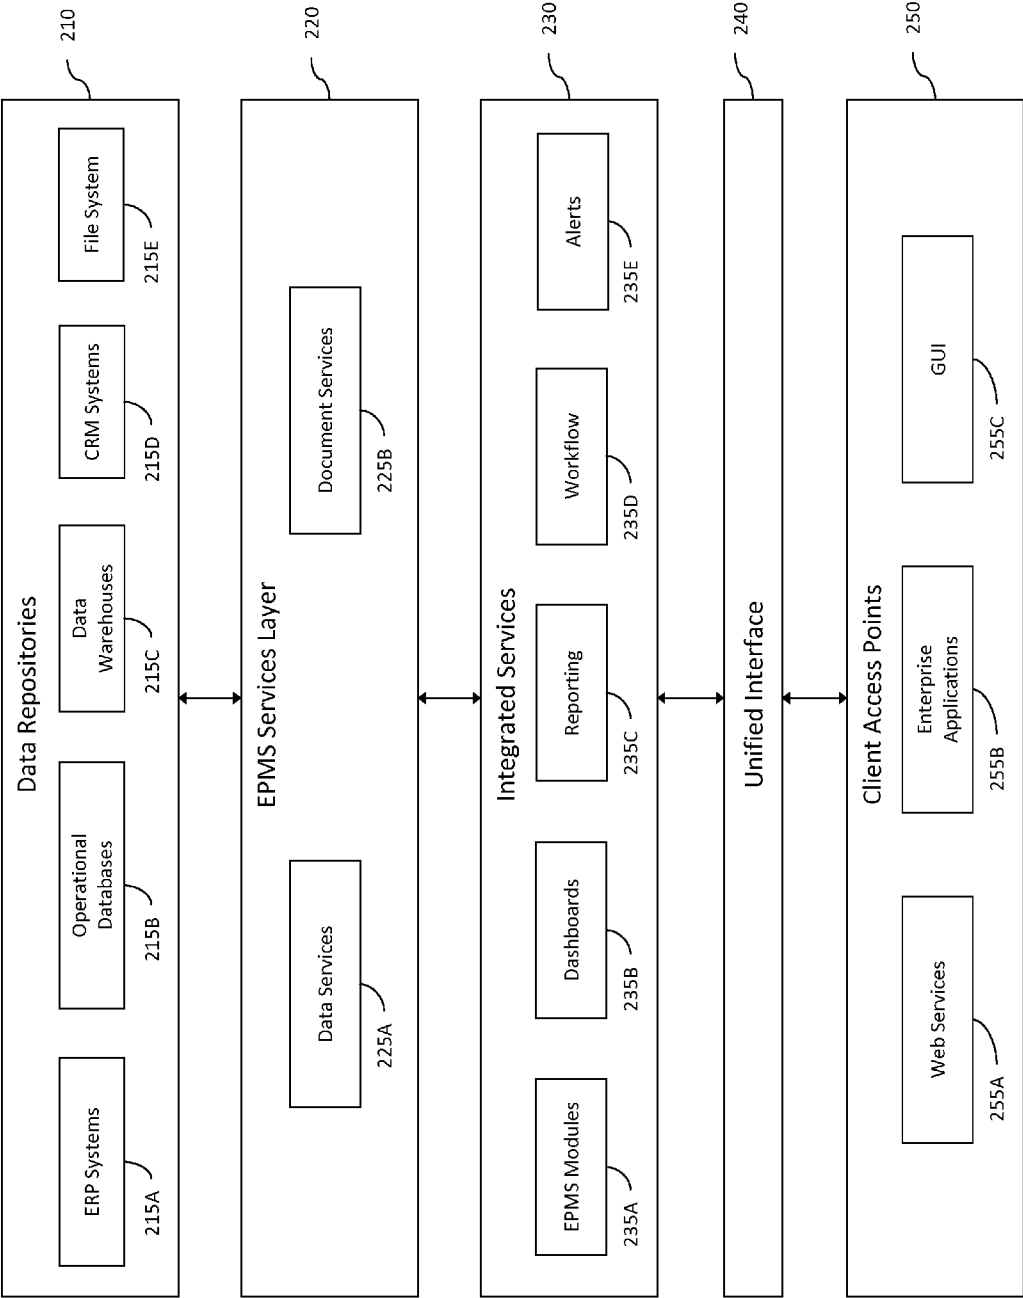 Data Repositories
210
ERP Systems
215A
Operational
Databases
215B
Data
Warehouses
215C
CRM Systems
215D
File System
215E
EPMS Services Layer
220
Data Services
225A
Document Services
225B
Integrated Services
230
EPMS Modules
235A
Dashboards
235B
Reporting
235C
Workflow
235D
Alerts
235E
Unified Interface
240
Client Access Points
250
Web Services
255A
Enterprise
Applications
255B
GUI
255C